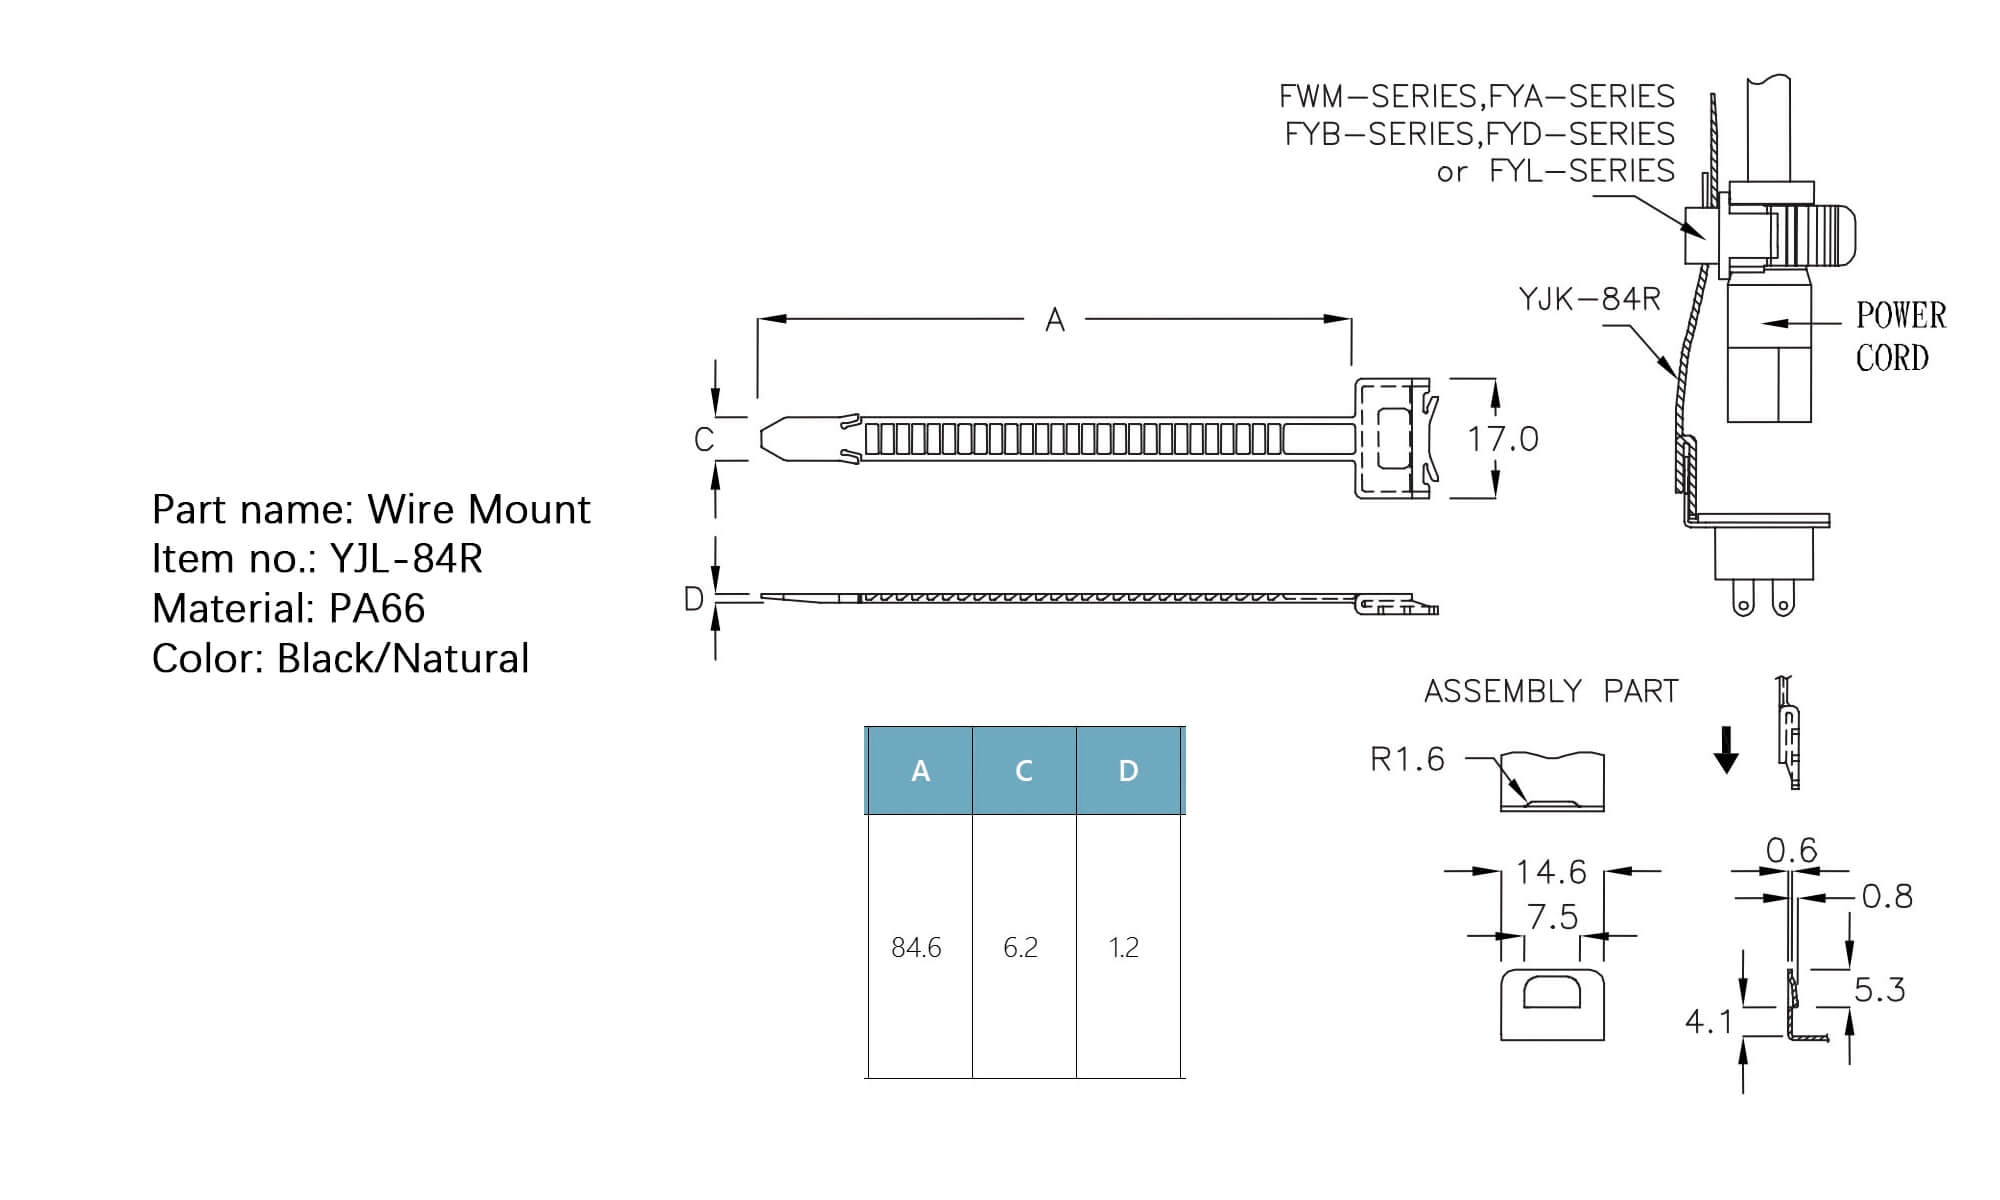 FWM-SERIES,FYA-SERIES
FYB-SERIES,FYD-SERIES
or FYL-SERIES
YJK-84R
POWER
CORD
A
C
17.0
D
Part name: Wire Mount
Item no.: YJL-84R
Material: PA66
Color: Black/Natural
ASSEMBLY PART
R1.6
A C D
84.6 6.2 1.2
14.6
7.5
0.6
0.8
5.3
4.1